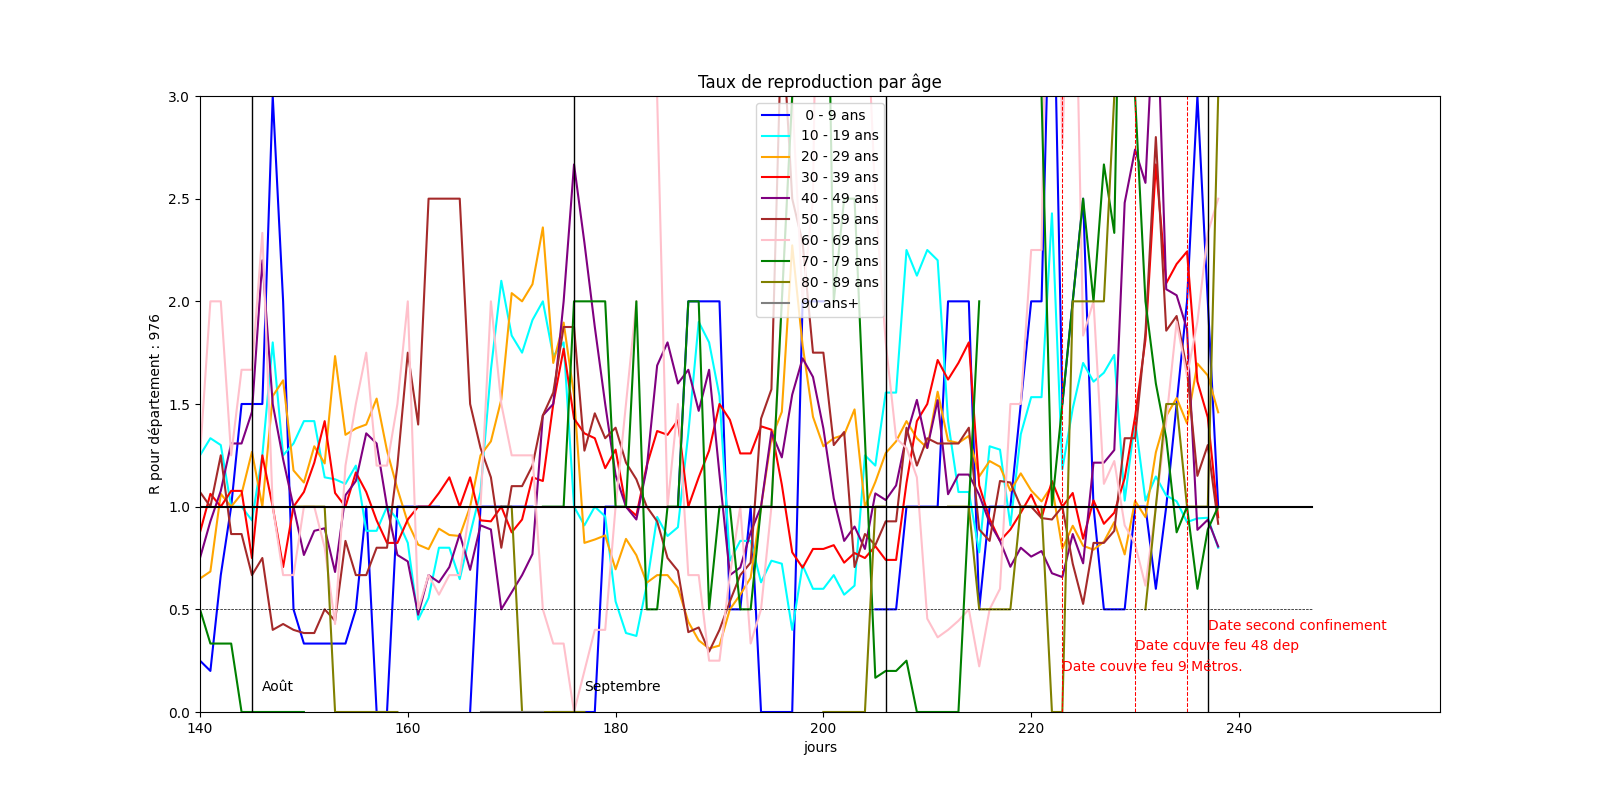 Taux de reproduction par âge
R pour département : 976
3.0
2.5
2.0
1.5
1.0
0.5
0.0
0 - 9 ans
10 - 19 ans
20 - 29 ans
30 - 39 ans
40 - 49 ans
50 - 59 ans
60 - 69 ans
70 - 79 ans
80 - 89 ans
90 ans+
Date second confinement
Date couvre feu 48 dep
Date couvre feu 9 Métros.
Août
Septembre
140
160
180
200
220
240
jours